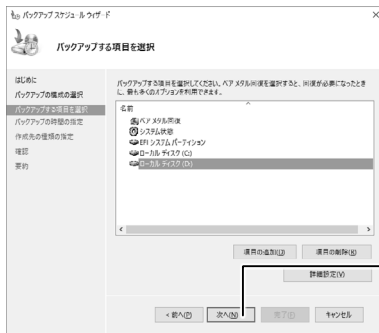 バックアップ スケジュール ウィザード
バックアップする項目を選択
はじめに
バックアップの構成の選択
バックアップする項目を選択
バックアップの時間の指定
作成先の種類の指定
確認
要約
バックアップする項目を選択してください。ベア メタル回復を選択すると、回復が必要になったとき
に、最も多くのオプションを利用できます。
名前
ベア メタル回復
システム状態
EFI システム パーティション
ローカル ディスク (C:)
ローカル ディスク (D:)
項目の追加(D)
項目の削除(R)
詳細設定(V)
< 前へ(P)
次へ(N) >
完了(F)
キャンセル